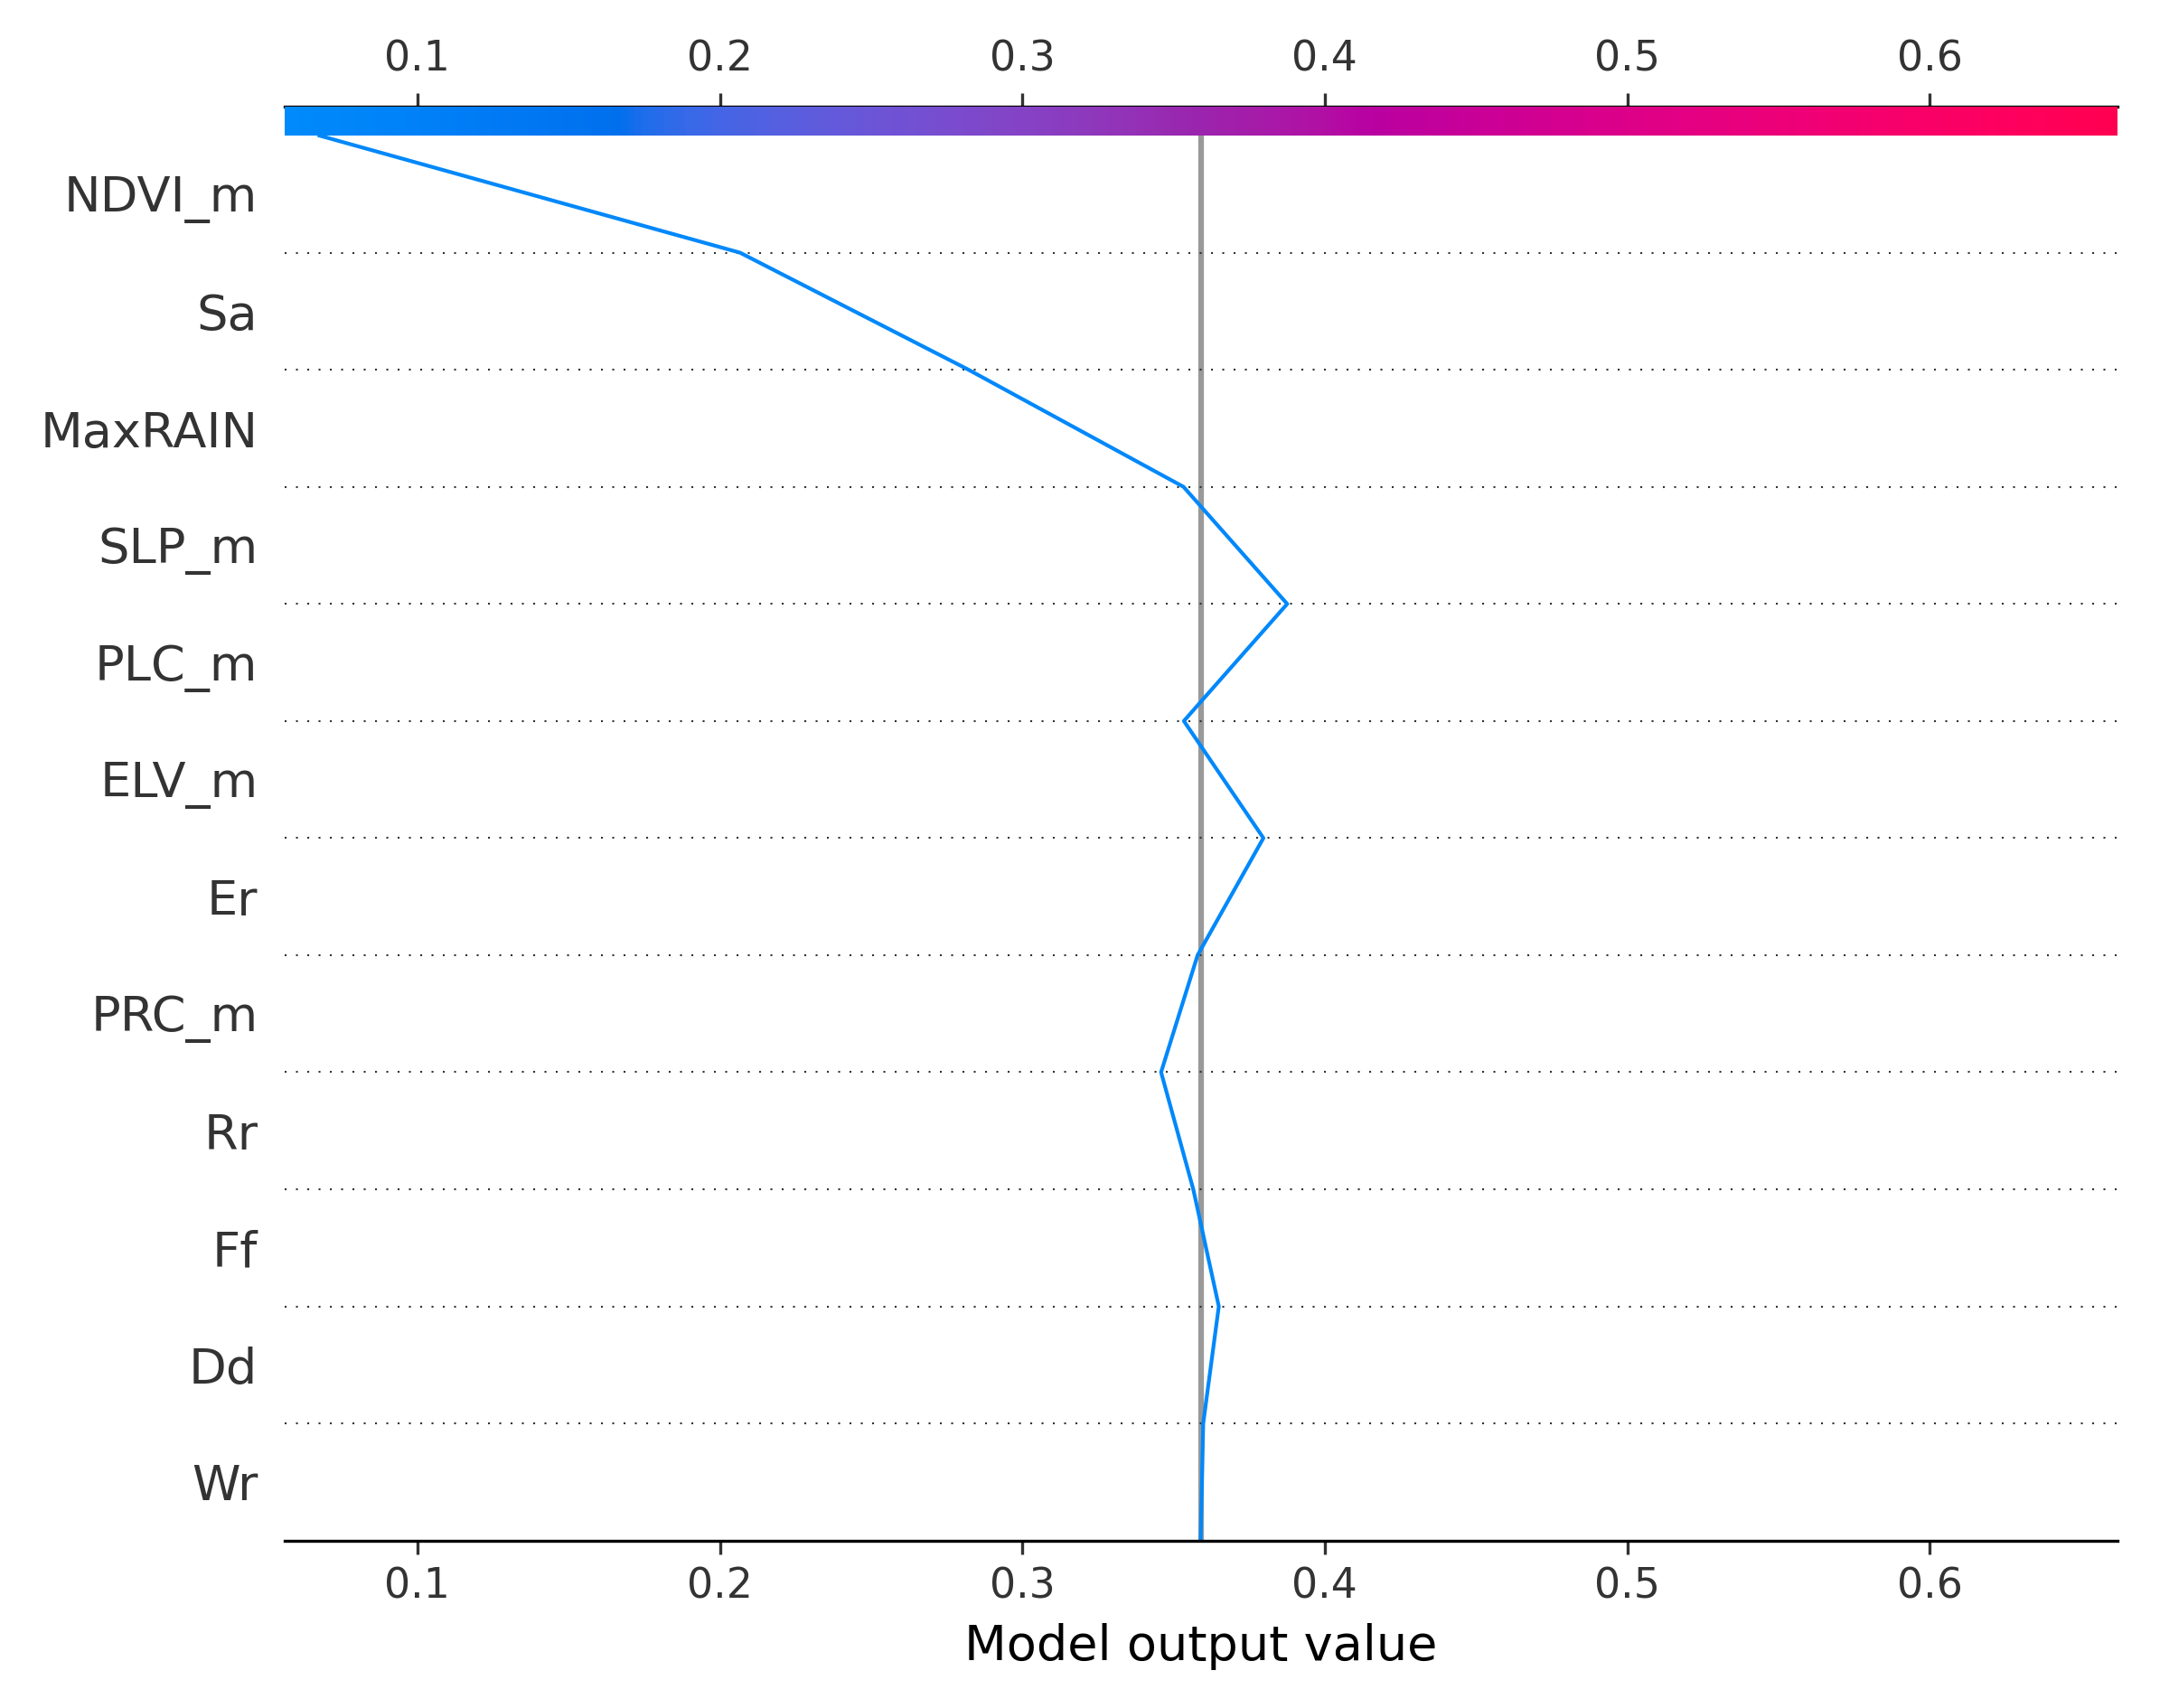 0.1 0.2 0.3 0.4 0.5 0.6
NDVI_m
Sa
MaxRAIN
SLP_m
PLC_m
ELV_m
Er
PRC_m
Rr
Ff
Dd
Wr
0.1 0.2 0.3 0.4 0.5 0.6
Model output value